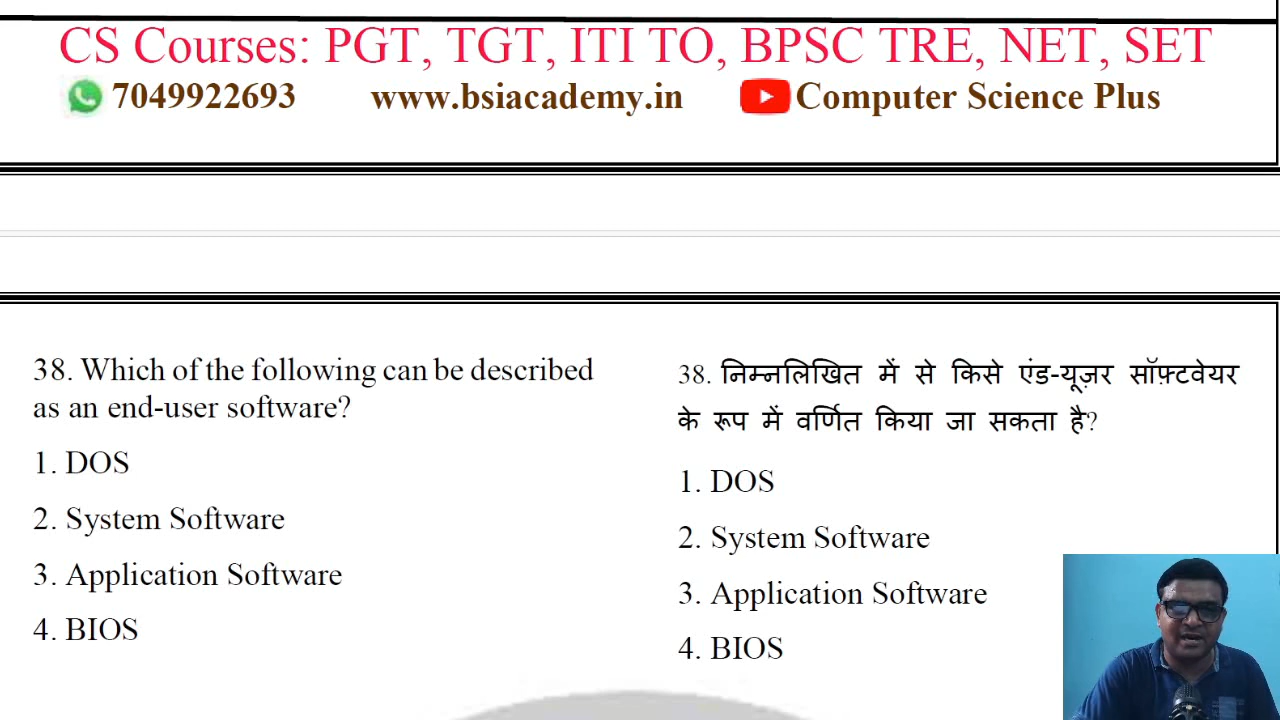 CS Courses: PGT, TGT, ITI TO, BPSC TRE, NET, SET
7049922693 www.bsiacademy.in Computer Science Plus
38. Which of the following can be described
as an end-user software?
1. DOS
2. System Software
3. Application Software
4. BIOS
38. निम्नलिखित में से किसे एंड-यूज़र सॉफ़्टवेयर
के रूप में वर्णित किया जा सकता है?
1. DOS
2. System Software
3. Application Software
4. BIOS